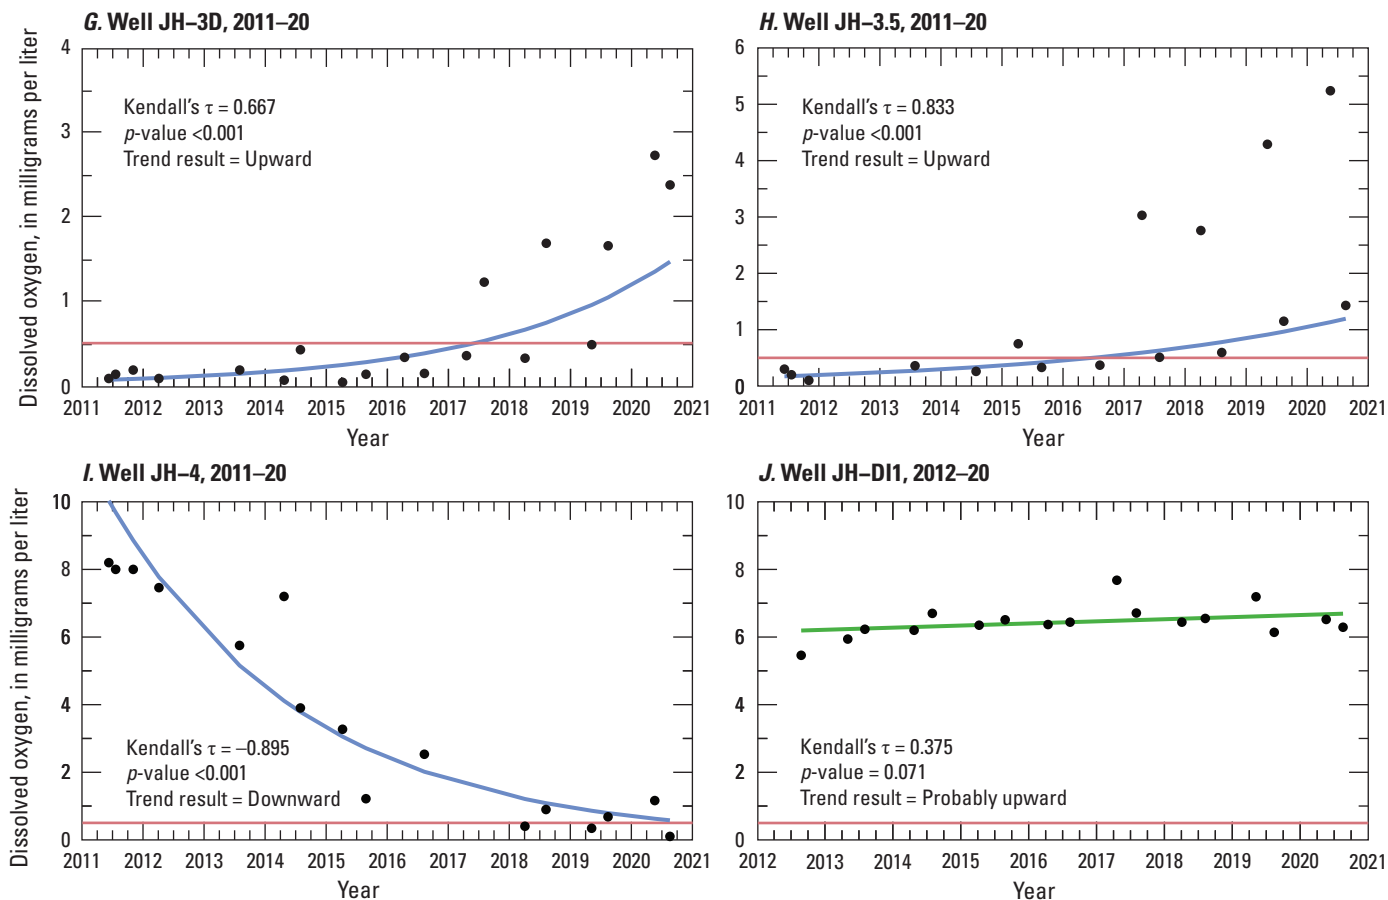 G. Well JH–3D, 2011–20
Dissolved oxygen, in milligrams per liter
4
3
2
1
0
Kendall's τ = 0.667
p-value <0.001
Trend result = Upward
2011 2012 2013 2014 2015 2016 2017 2018 2019 2020 2021
Year
H. Well JH–3.5, 2011–20
6
5
4
3
2
1
0
Kendall's τ = 0.833
p-value <0.001
Trend result = Upward
2011 2012 2013 2014 2015 2016 2017 2018 2019 2020 2021
Year
I. Well JH–4, 2011–20
Dissolved oxygen, in milligrams per liter
10
8
6
4
2
0
Kendall's τ = –0.895
p-value <0.001
Trend result = Downward
2011 2012 2013 2014 2015 2016 2017 2018 2019 2020 2021
Year
J. Well JH–DI1, 2012–20
10
8
6
4
2
0
Kendall's τ = 0.375
p-value = 0.071
Trend result = Probably upward
2012 2013 2014 2015 2016 2017 2018 2019 2020 2021
Year